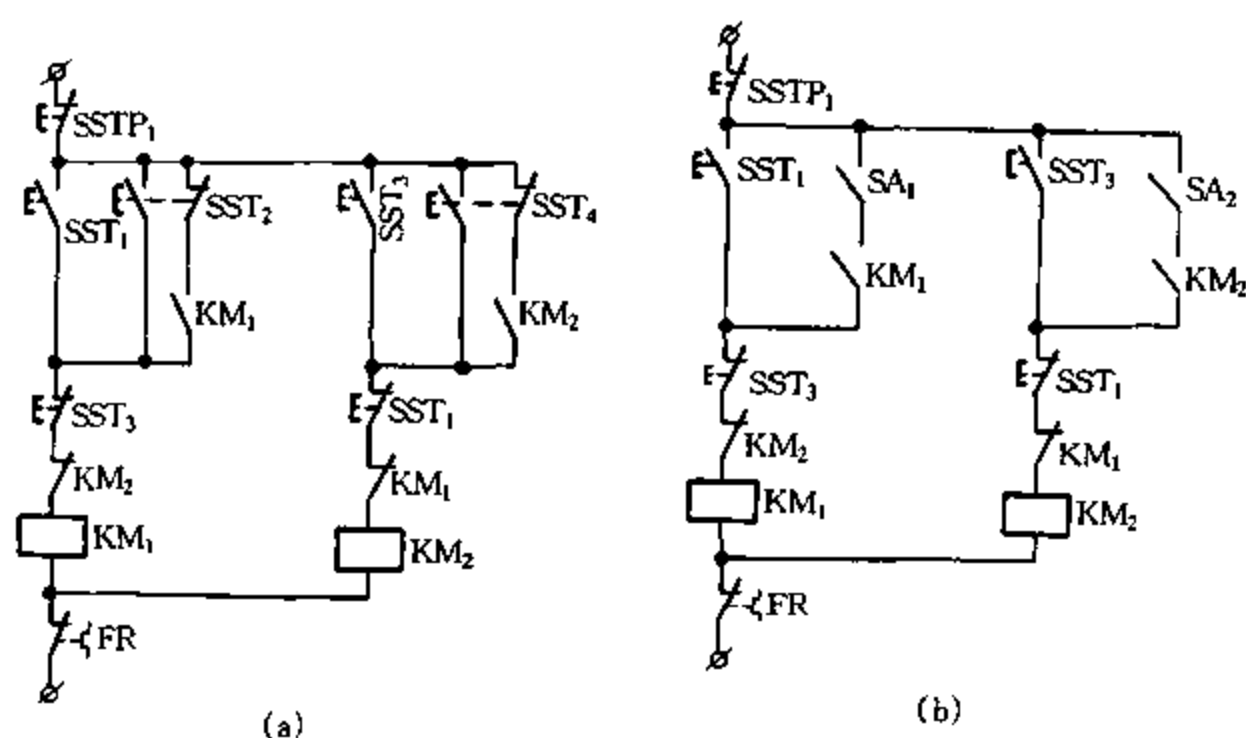 SSTP₁
SST₁
SST₂
SST₃
SST₄
KM₁
KM₂
SST₃
SST₁
KM₂
KM₁
KM₁
KM₂
FR
(a)
SSTP₁
SST₁
SA₁
SST₃
SA₂
KM₁
KM₂
SST₃
SST₁
KM₂
KM₁
KM₁
KM₂
FR
(b)